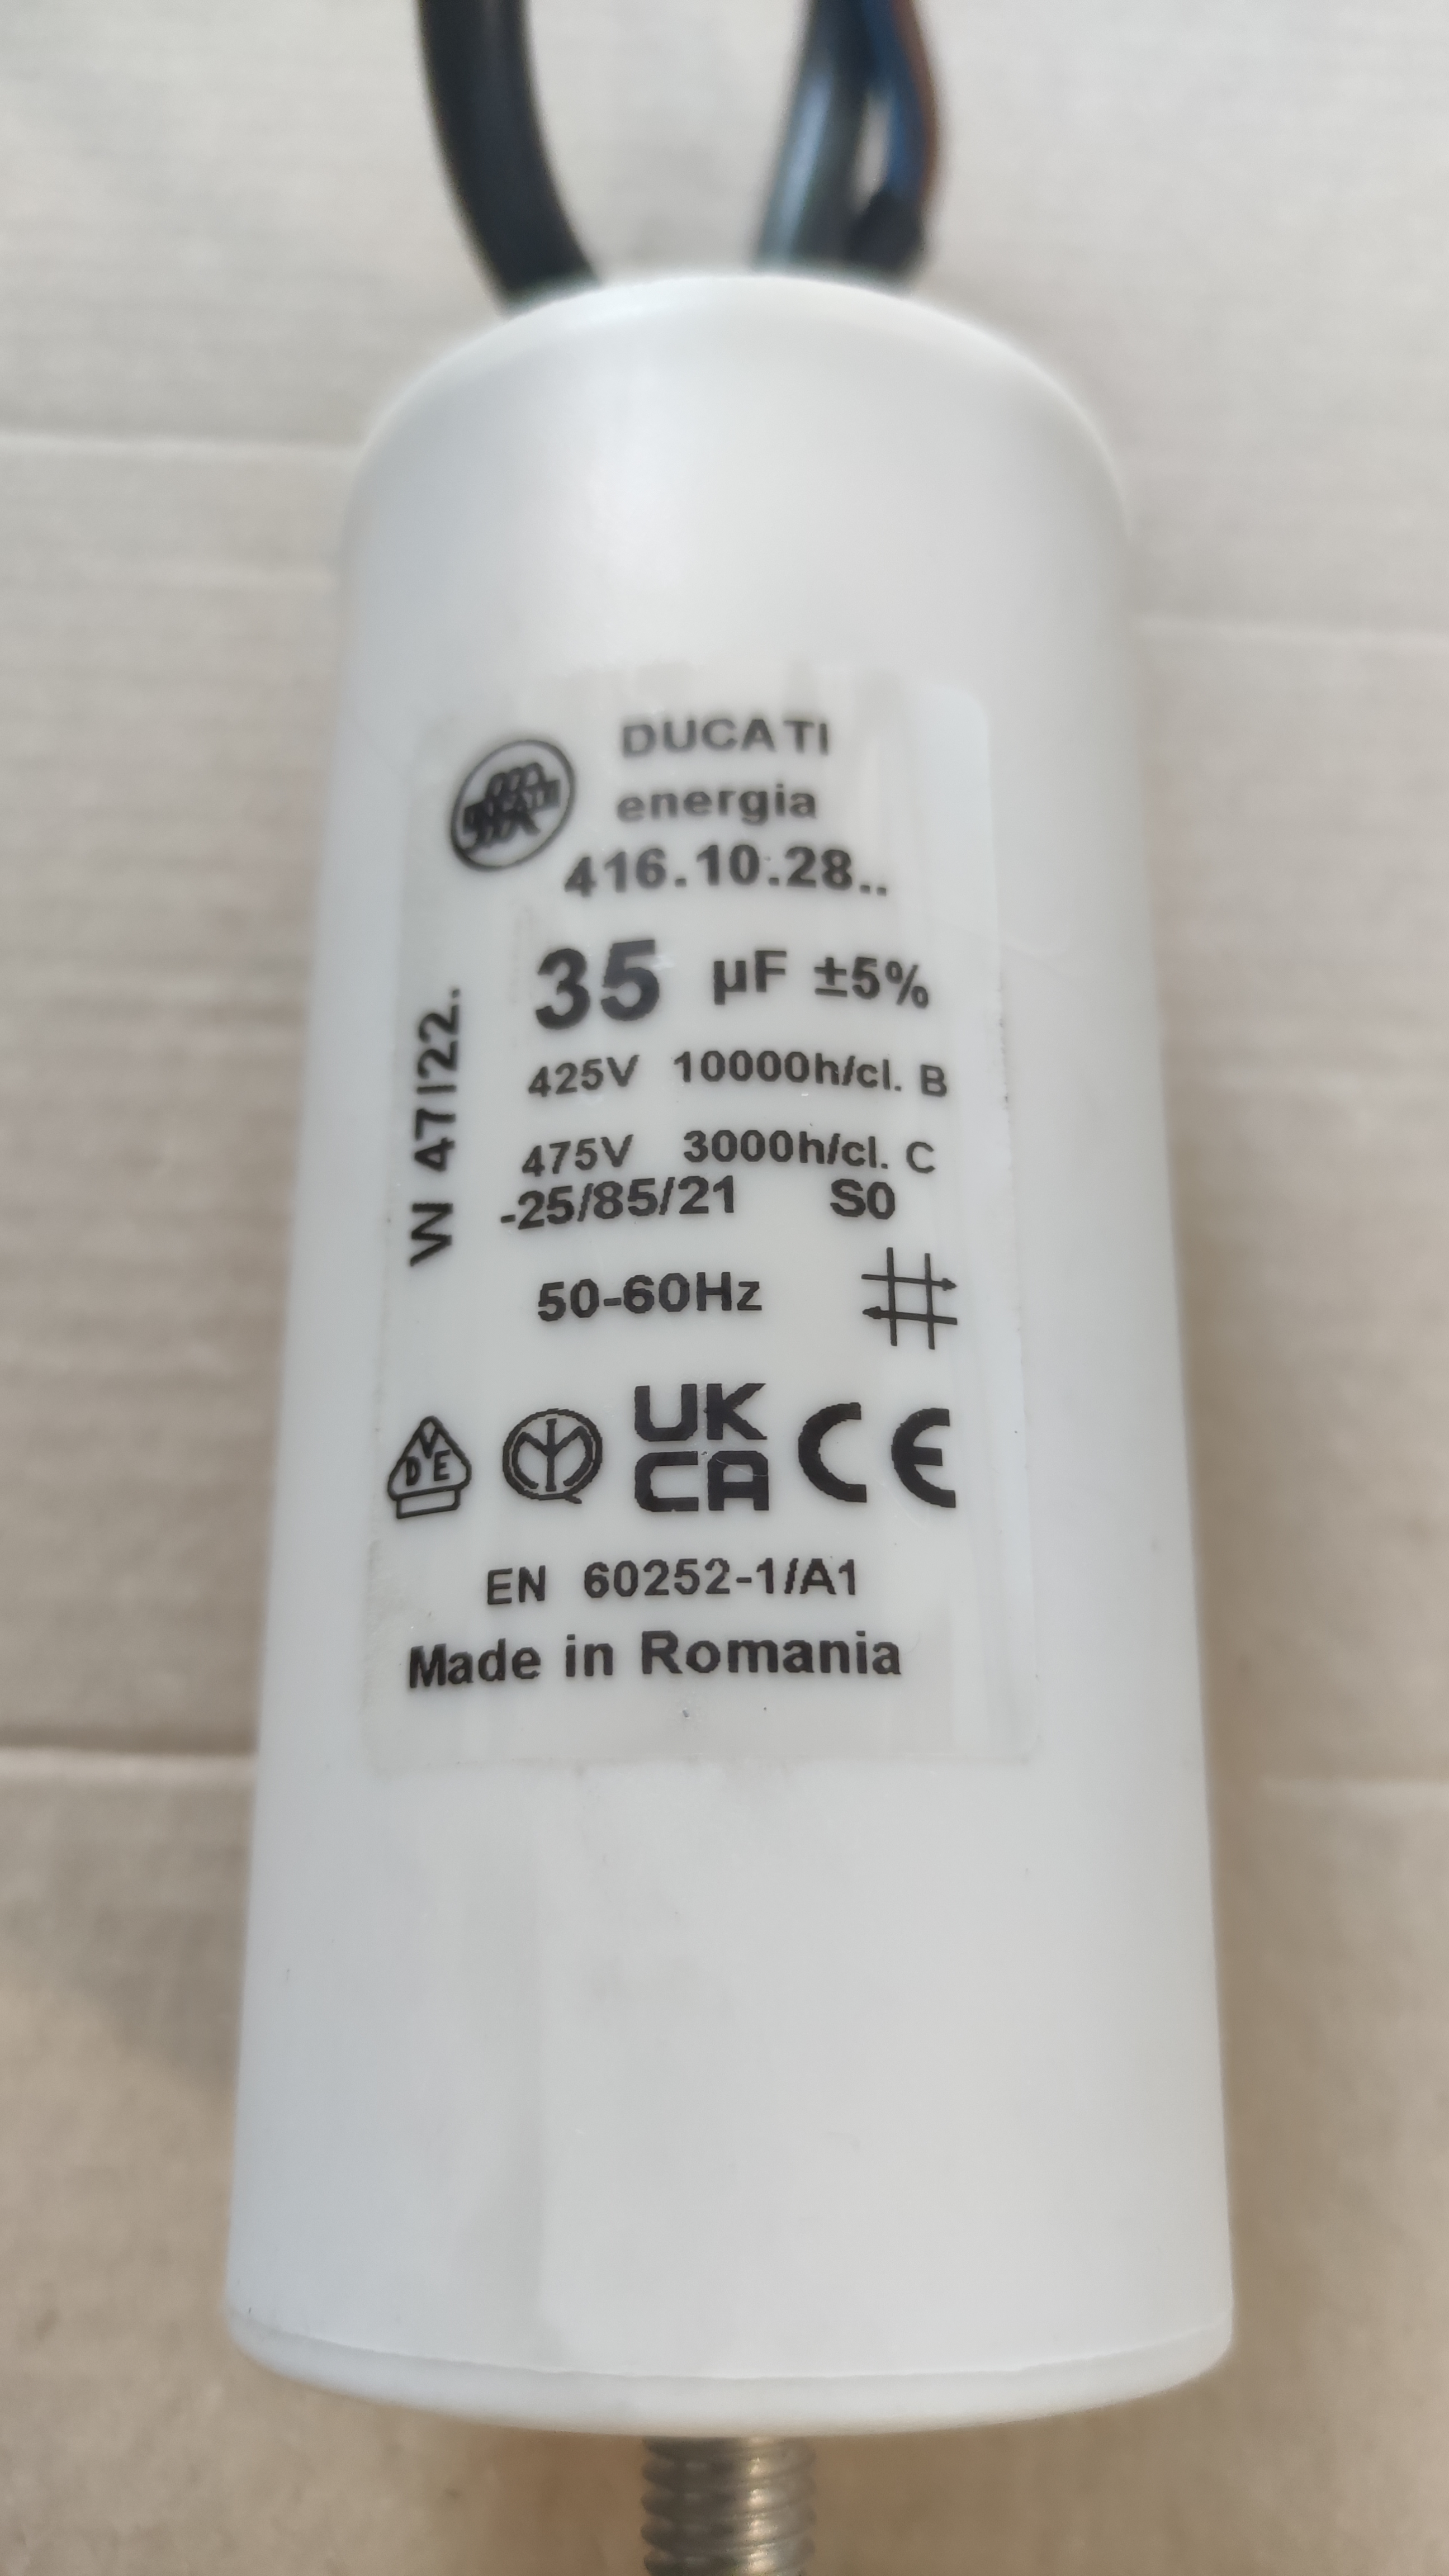 DUCATI
energia
416.10.28..
35 µF ±5%
425V 10000h/cl. B
475V 3000h/cl. C
-25/85/21 S0
50-60Hz
W 47/22.
VDE
UK
CA CE
EN 60252-1/A1
Made in Romania